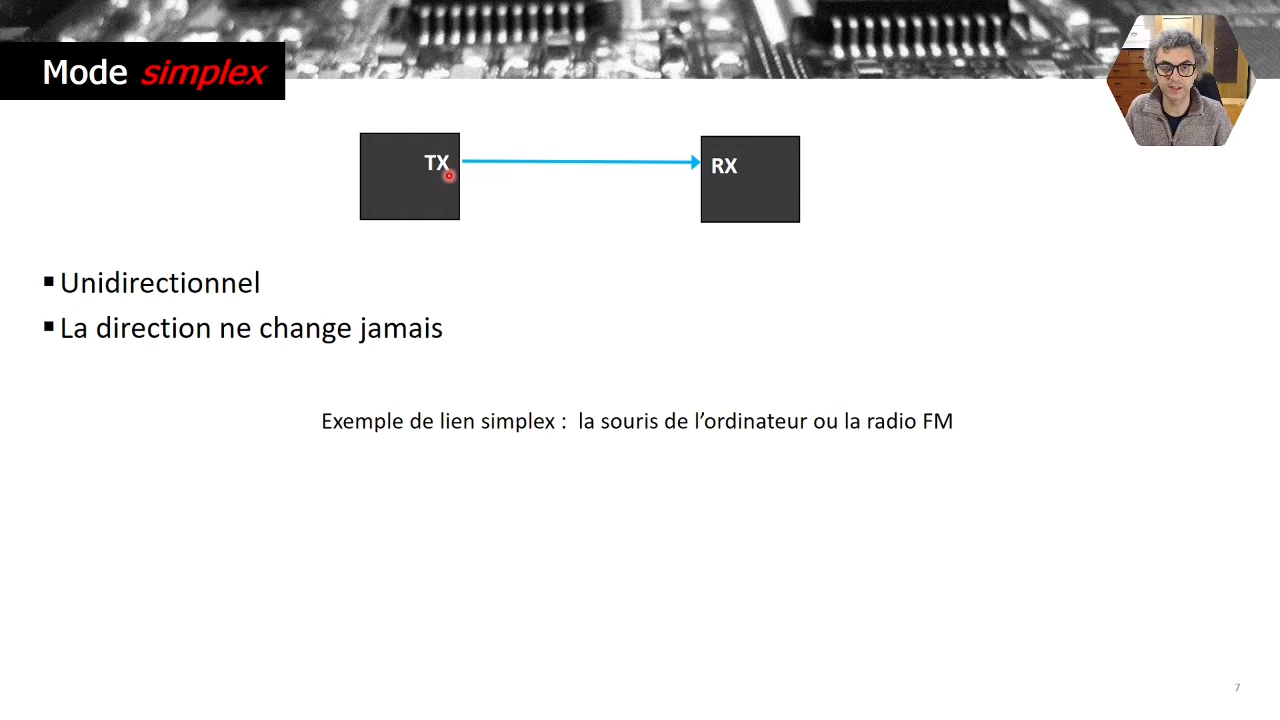 Mode simplex
TX
RX
Unidirectionnel
La direction ne change jamais
Exemple de lien simplex :  la souris de l’ordinateur ou la radio FM
7